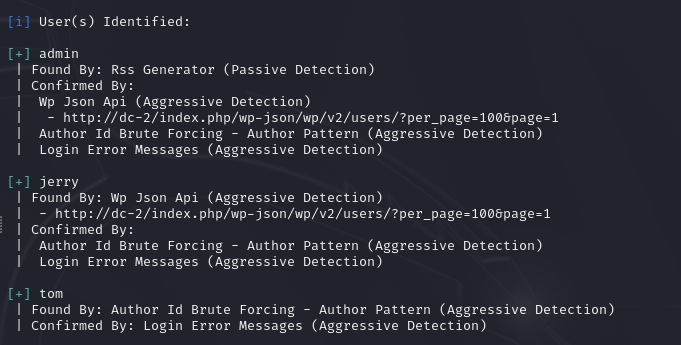 [i] User(s) Identified:

[+] admin
 | Found By: Rss Generator (Passive Detection)
 | Confirmed By:
 |  Wp Json Api (Aggressive Detection)
 |   - http://dc-2/index.php/wp-json/wp/v2/users/?per_page=100&page=1
 |  Author Id Brute Forcing - Author Pattern (Aggressive Detection)
 |  Login Error Messages (Aggressive Detection)

[+] jerry
 | Found By: Wp Json Api (Aggressive Detection)
 |  - http://dc-2/index.php/wp-json/wp/v2/users/?per_page=100&page=1
 | Confirmed By:
 |  Author Id Brute Forcing - Author Pattern (Aggressive Detection)
 |  Login Error Messages (Aggressive Detection)

[+] tom
 | Found By: Author Id Brute Forcing - Author Pattern (Aggressive Detection)
 | Confirmed By: Login Error Messages (Aggressive Detection)